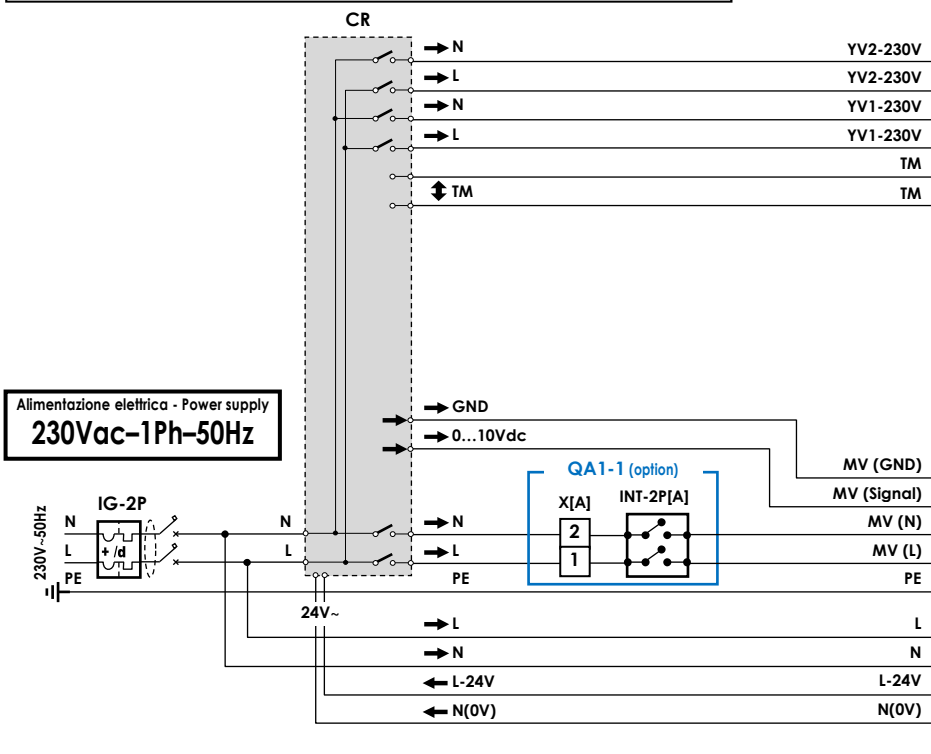 CR
N YV2-230V
L YV2-230V
N YV1-230V
L YV1-230V
TM
TM TM
Alimentazione elettrica - Power supply
230Vac–1Ph–50Hz
GND
0...10Vdc
QA1-1 (option)
MV (GND)
X[A] INT-2P[A]
MV (Signal)
IG-2P
230V~50Hz
N N N 2 MV (N)
L + /d L L 1 MV (L)
PE PE PE
24V~
L L
N N
L-24V L-24V
N(0V) N(0V)